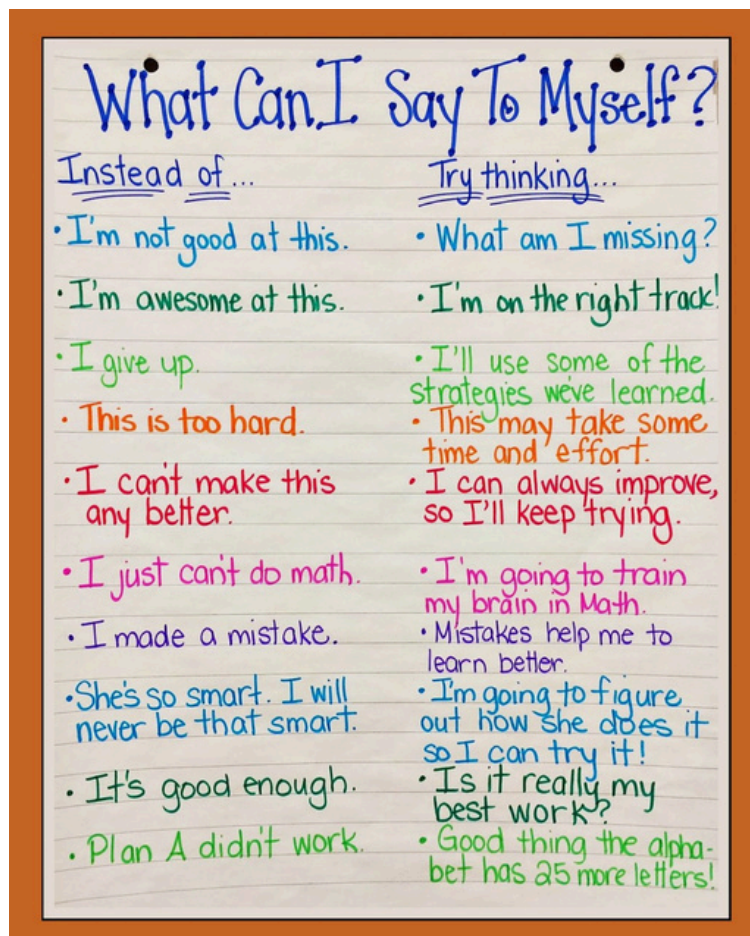 What Can I Say To Myself?
Instead of... Try thinking...
• I'm not good at this. • What am I missing?
• I'm awesome at this. • I'm on the right track!
• I give up. • I'll use some of the
strategies we've learned.
• This is too hard. • This may take some
time and effort.
• I can't make this • I can always improve,
any better. so I'll keep trying.
• I just can't do math. • I'm going to train
my brain in Math.
• I made a mistake. • Mistakes help me to
learn better.
• She's so smart. I will • I'm going to figure
never be that smart. out how she does it
so I can try it!
• It's good enough. • Is it really my
best work?
• Plan A didn't work. • Good thing the alpha-
bet has 25 more letters!